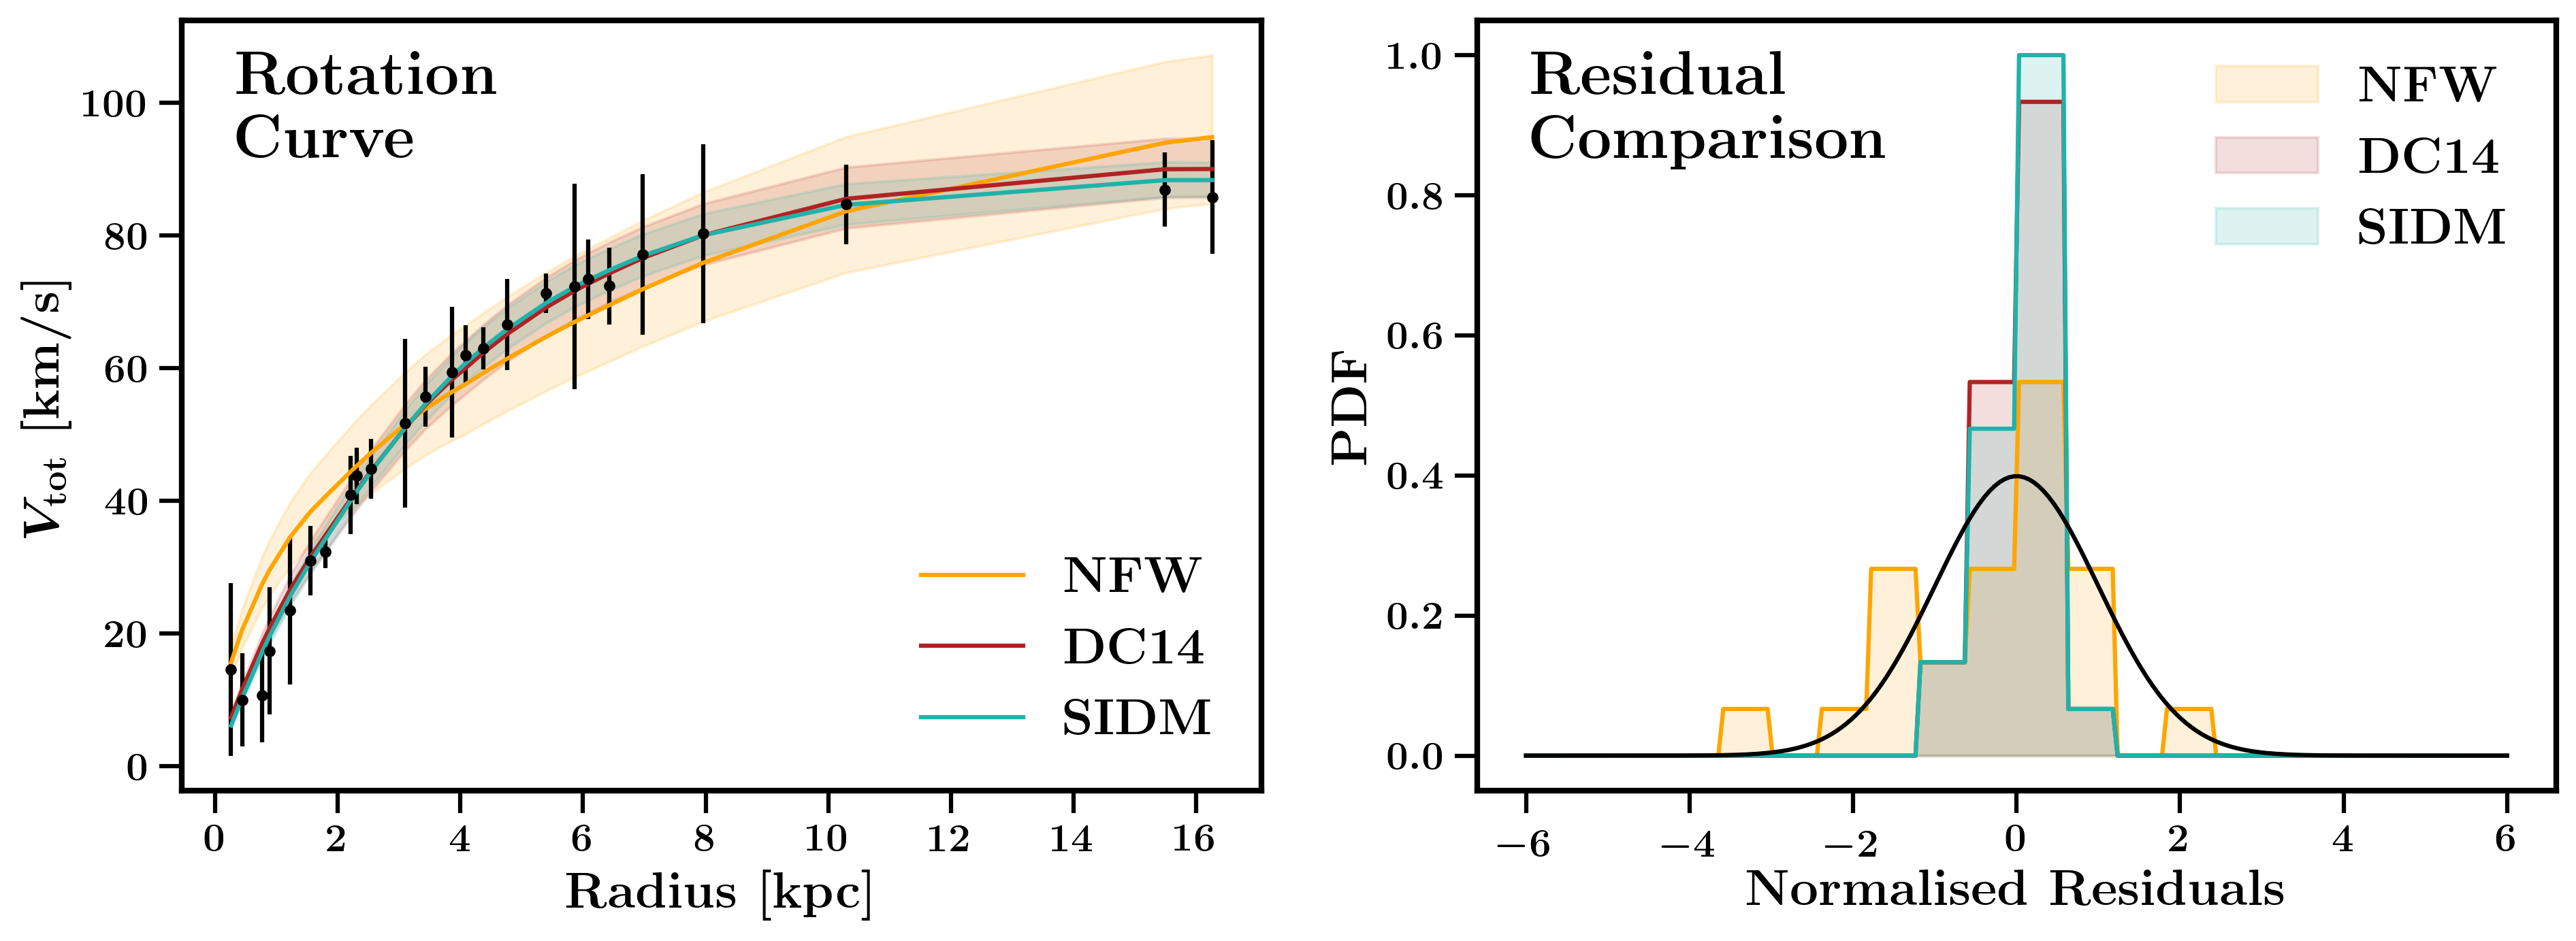 Rotation
Curve
100
80
60
40
20
0
V_tot [km/s]
NFW
DC14
SIDM
0 2 4 6 8 10 12 14 16
Radius [kpc]
Residual
Comparison
NFW
DC14
SIDM
1.0
0.8
0.6
0.4
0.2
0.0
PDF
−6 −4 −2 0 2 4 6
Normalised Residuals